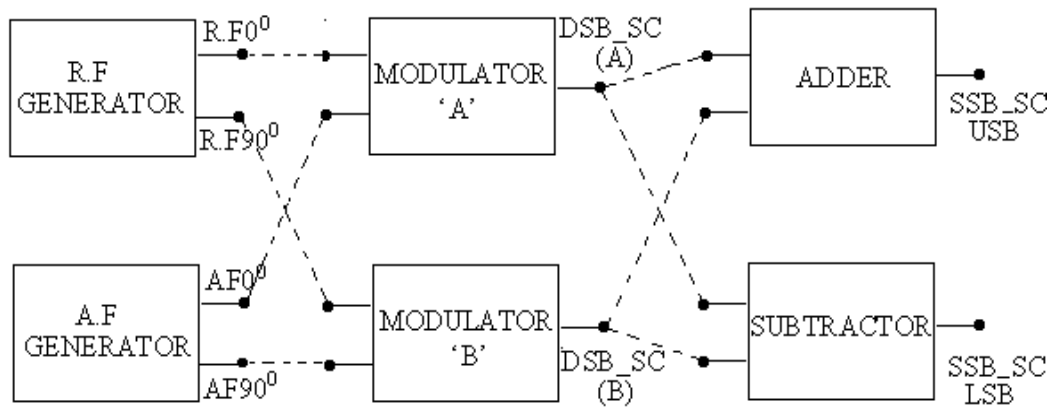 R.F
GENERATOR
R.F0⁰
R.F90⁰
MODULATOR
‘A’
DSB_SC
(A)
ADDER
SSB_SC
USB
A.F
GENERATOR
AF0⁰
AF90⁰
MODULATOR
‘B’
DSB_SC
(B)
SUBTRACTOR
SSB_SC
LSB